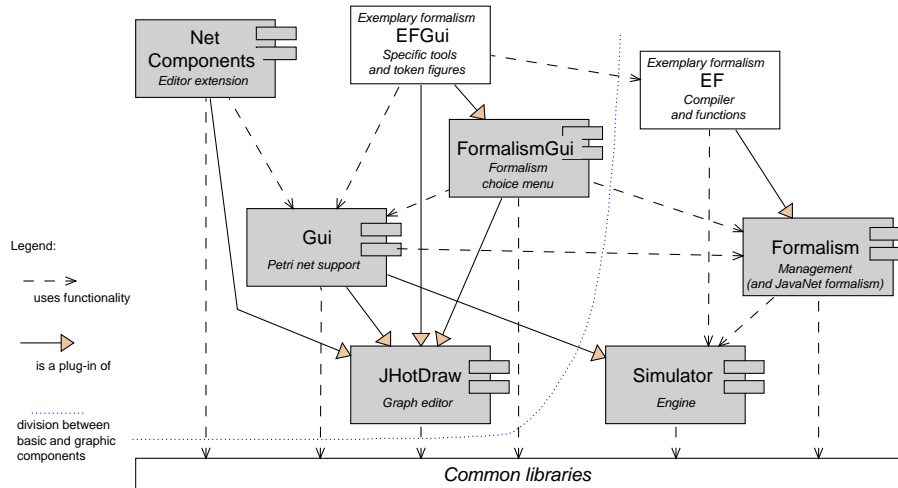 Net
Components
Editor extension
Exemplary formalism
EFGui
Specific tools
and token figures
Exemplary formalism
EF
Compiler
and functions
FormalismGui
Formalism
choice menu
Gui
Petri net support
Formalism
Management
(and JavaNet formalism)
Legend:
uses functionality
is a plug-in of
division between
basic and graphic
components
JHotDraw
Graph editor
Simulator
Engine
Common libraries